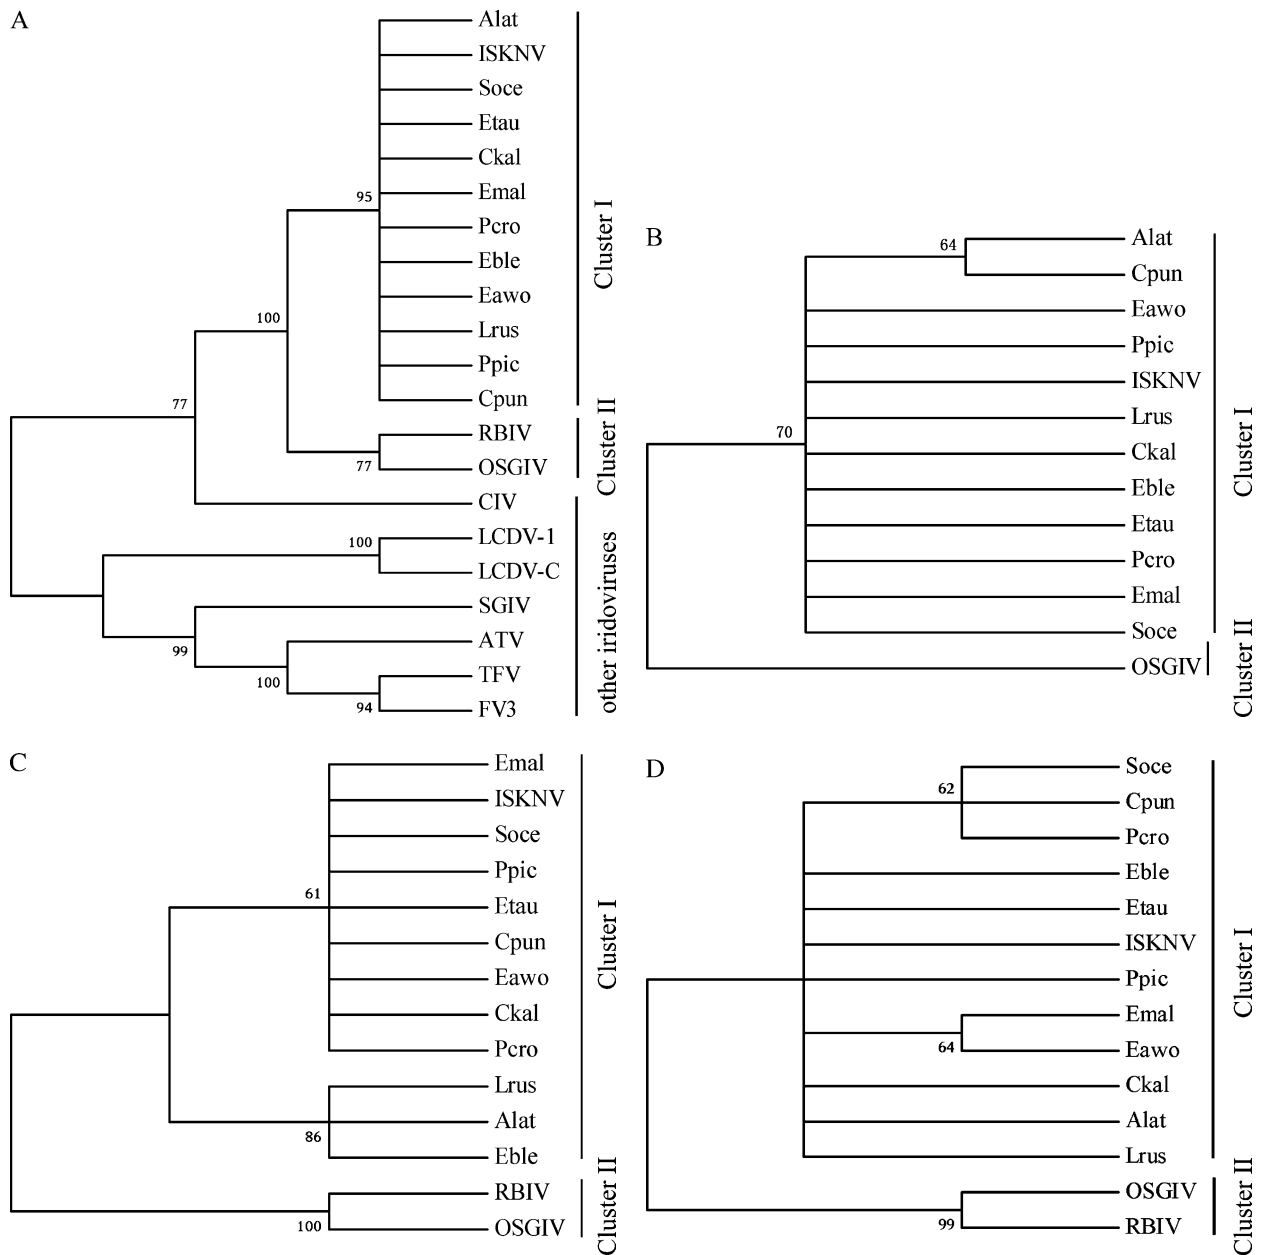 A
Alat
ISKNV
Soce
Etau
Ckal
95
Emal
Pcro
Eble
Eawo
100
Lrus
Ppic
77
Cpun
RBIV
77
OSGIV
CIV
100
LCDV-1
LCDV-C
SGIV
99
ATV
100
TFV
94
FV3
Cluster I
Cluster II
other iridoviruses
B
64
Alat
Cpun
Eawo
Ppic
ISKNV
Lrus
70
Ckal
Eble
Etau
Pcro
Emal
Soce
OSGIV
Cluster I
Cluster II
C
Emal
ISKNV
Soce
Ppic
61
Etau
Cpun
Eawo
Ckal
Pcro
Lrus
Alat
86
Eble
RBIV
100
OSGIV
Cluster I
Cluster II
D
Soce
62
Cpun
Pcro
Eble
Etau
ISKNV
Ppic
Emal
64
Eawo
Ckal
Alat
Lrus
OSGIV
99
RBIV
Cluster I
Cluster II